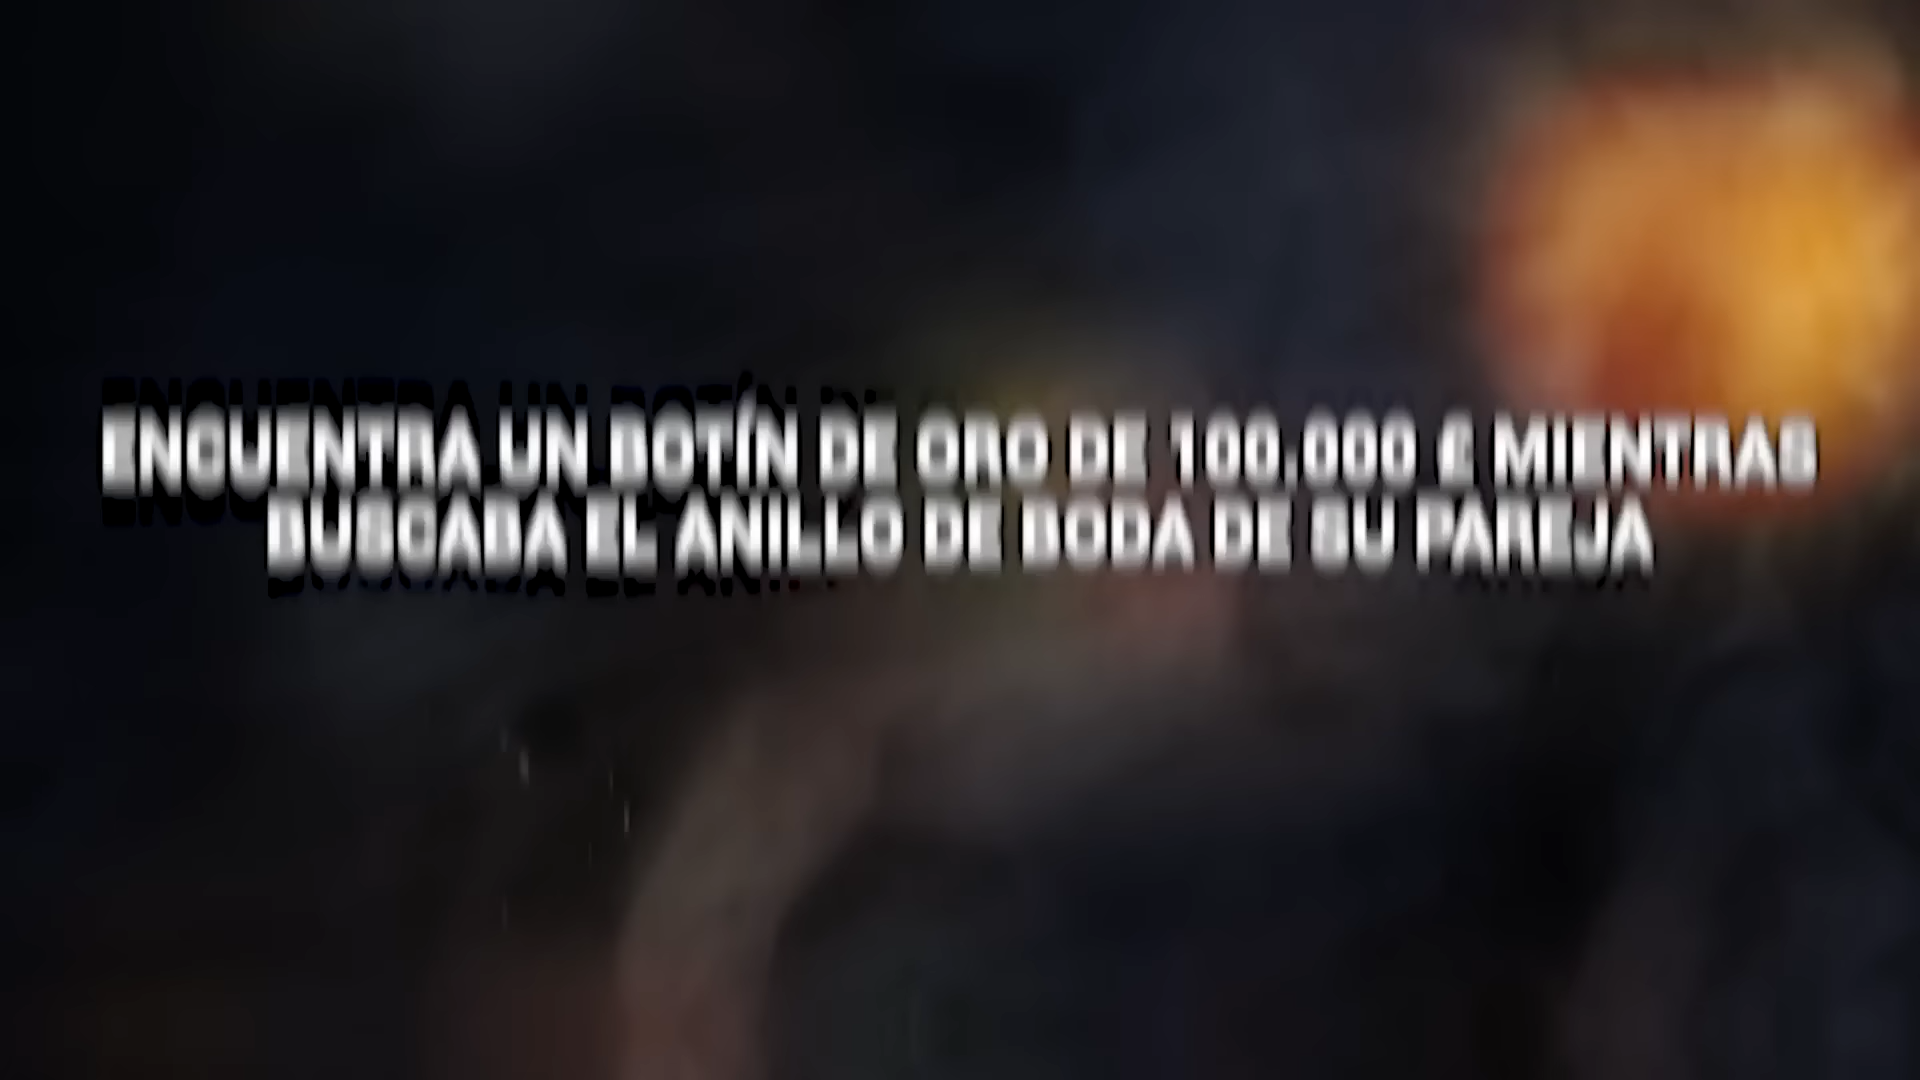 ENCUENTRA UN BOTÍN DE ORO DE 100.000 £ MIENTRAS
BUSCABA EL ANILLO DE BODA DE SU PAREJA